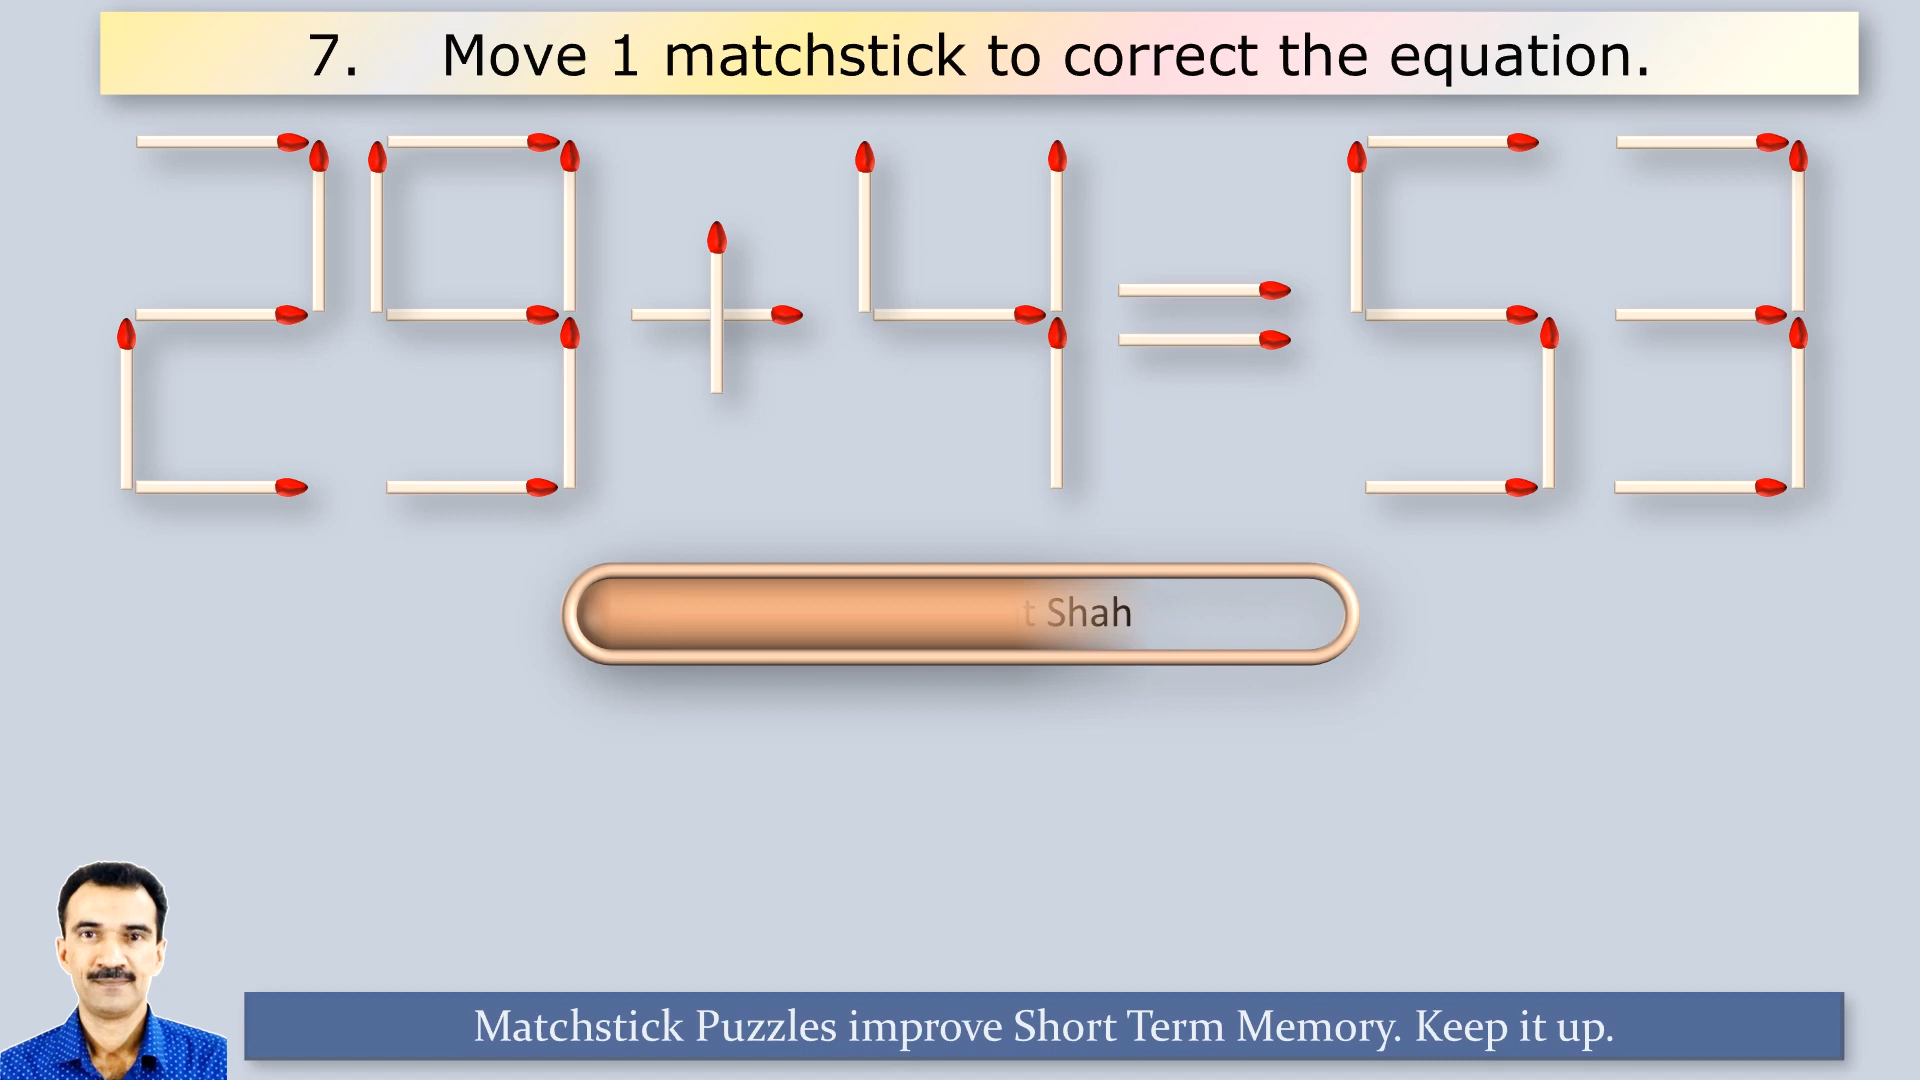 7. Move 1 matchstick to correct the equation.
29+4=53
Shah
Matchstick Puzzles improve Short Term Memory. Keep it up.